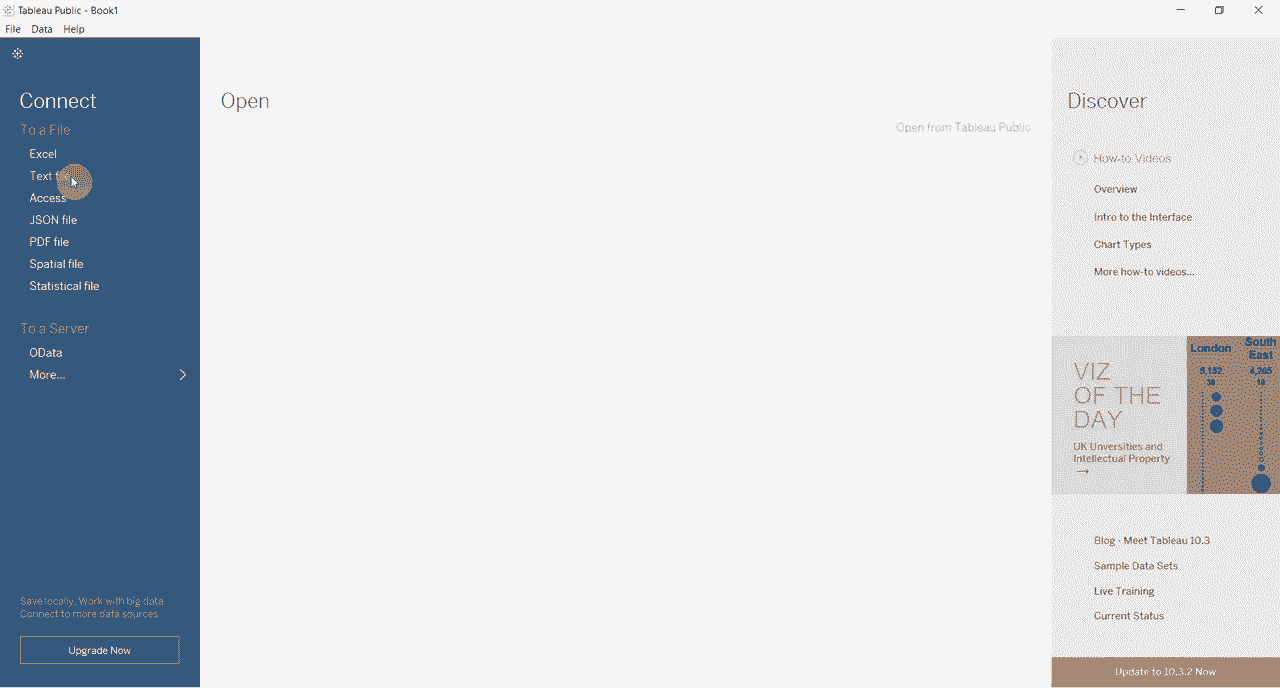 Tableau Public - Book1
File Data Help
Connect
To a File
Excel
Text file
Access
JSON file
PDF file
Spatial file
Statistical file
To a Server
OData
More...
Save locally. Work with big data.
Connect to more data sources.
Upgrade Now
Open
Open from Tableau Public
Discover
How-to Videos
Overview
Intro to the Interface
Chart Types
More how-to videos...
VIZ
OF THE
DAY
UK Unversities and
Intellectual Property
→
London
5,152
38
South
East
4,265
18
Blog - Meet Tableau 10.3
Sample Data Sets
Live Training
Current Status
Update to 10.3.2 Now